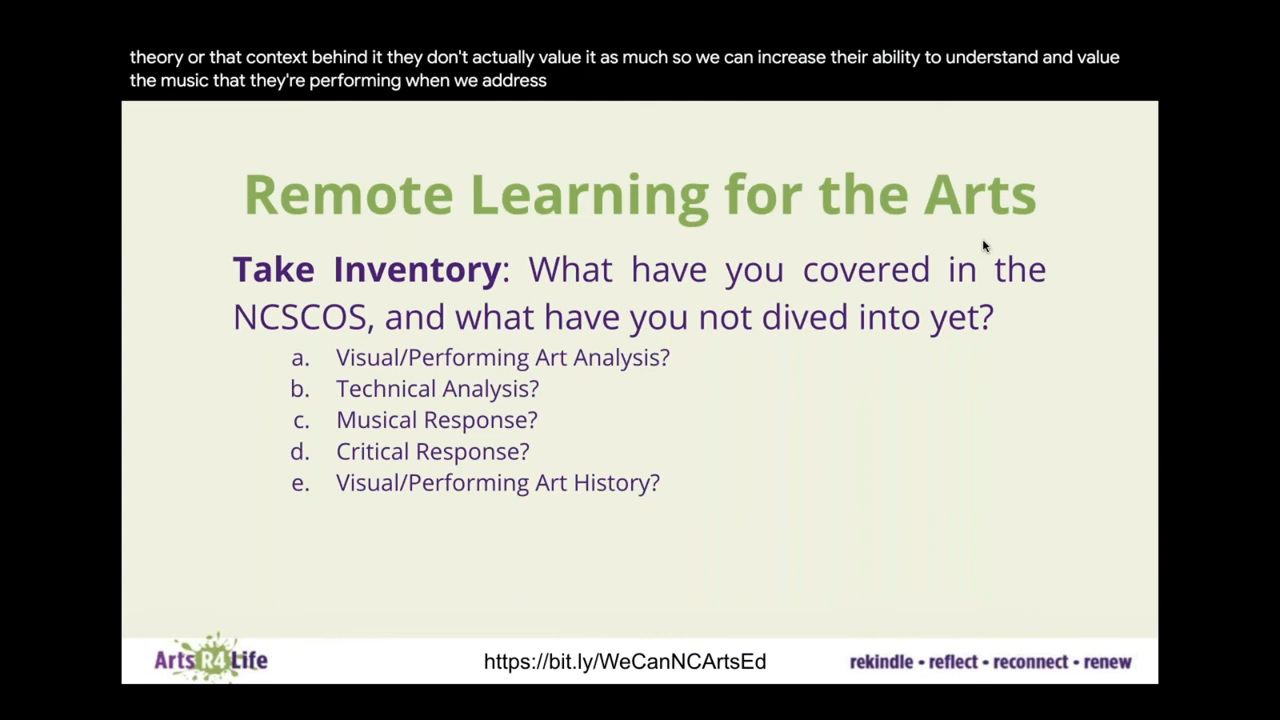 theory or that context behind it they don't actually value it as much so we can increase their ability to understand and value
the music that they're performing when we address
Remote Learning for the Arts
Take Inventory: What have you covered in the
NCSCOS, and what have you not dived into yet?
a. Visual/Performing Art Analysis?
b. Technical Analysis?
c. Musical Response?
d. Critical Response?
e. Visual/Performing Art History?
Arts R4 Life
https://bit.ly/WeCanNCArtsEd
rekindle • reflect • reconnect • renew